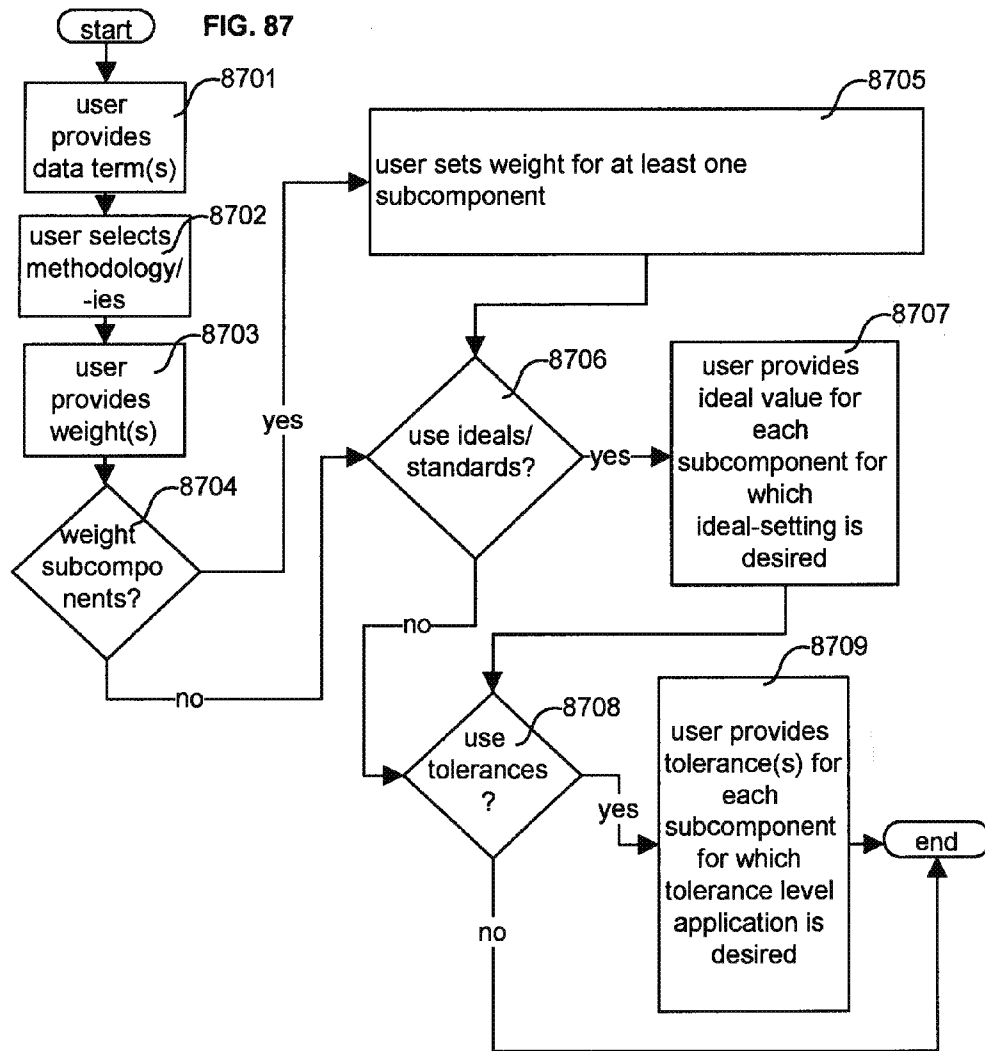 start
FIG. 87
8701
user
provides
data term(s)
8702
user selects
methodology/
-ies
8703
user
provides
weight(s)
8704
weight
subcompo
nents?
yes
no
8705
user sets weight for at least one
subcomponent
8706
use ideals/
standards?
yes
no
8707
user provides
ideal value for
each
subcomponent for
which
ideal-setting is
desired
8708
use
tolerances
?
yes
no
8709
user provides
tolerance(s) for
each
subcomponent
for which
tolerance level
application is
desired
end